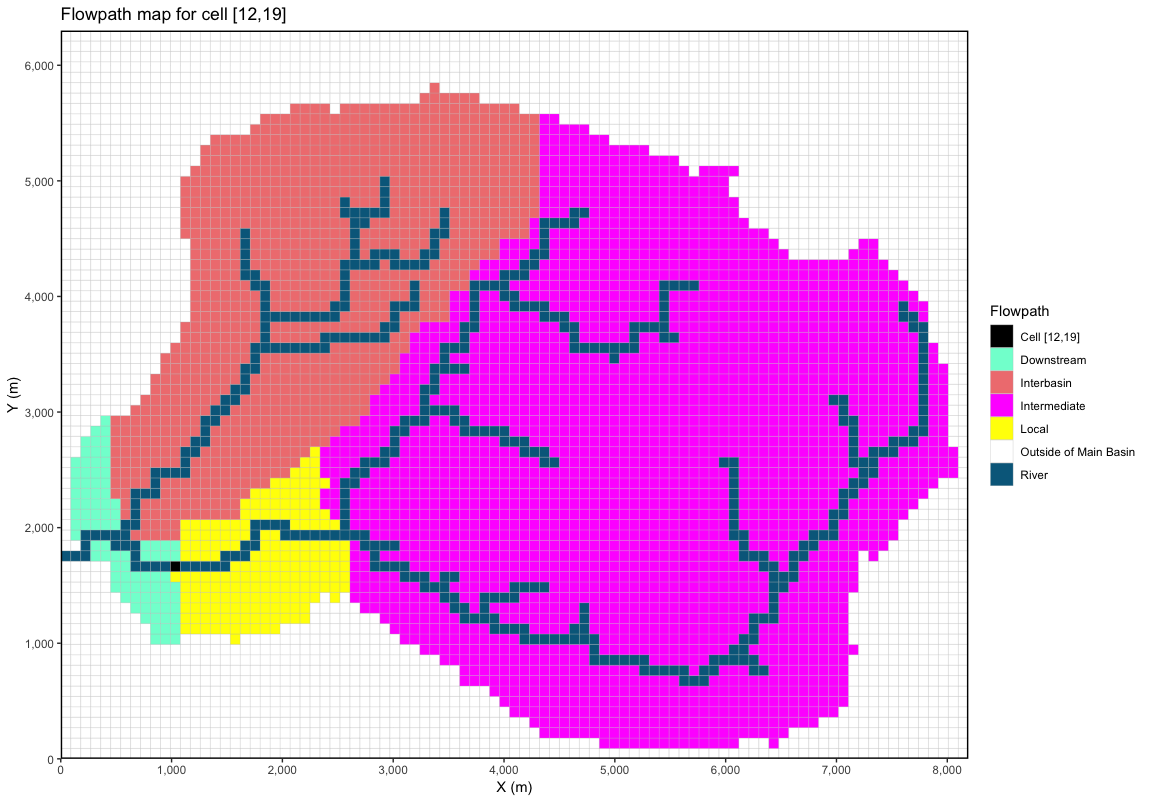 Flowpath map for cell [12,19]
6,000
5,000
4,000
3,000
2,000
1,000
0
Y (m)
0 1,000 2,000 3,000 4,000 5,000 6,000 7,000 8,000
X (m)
Flowpath
Cell [12,19]
Downstream
Interbasin
Intermediate
Local
Outside of Main Basin
River